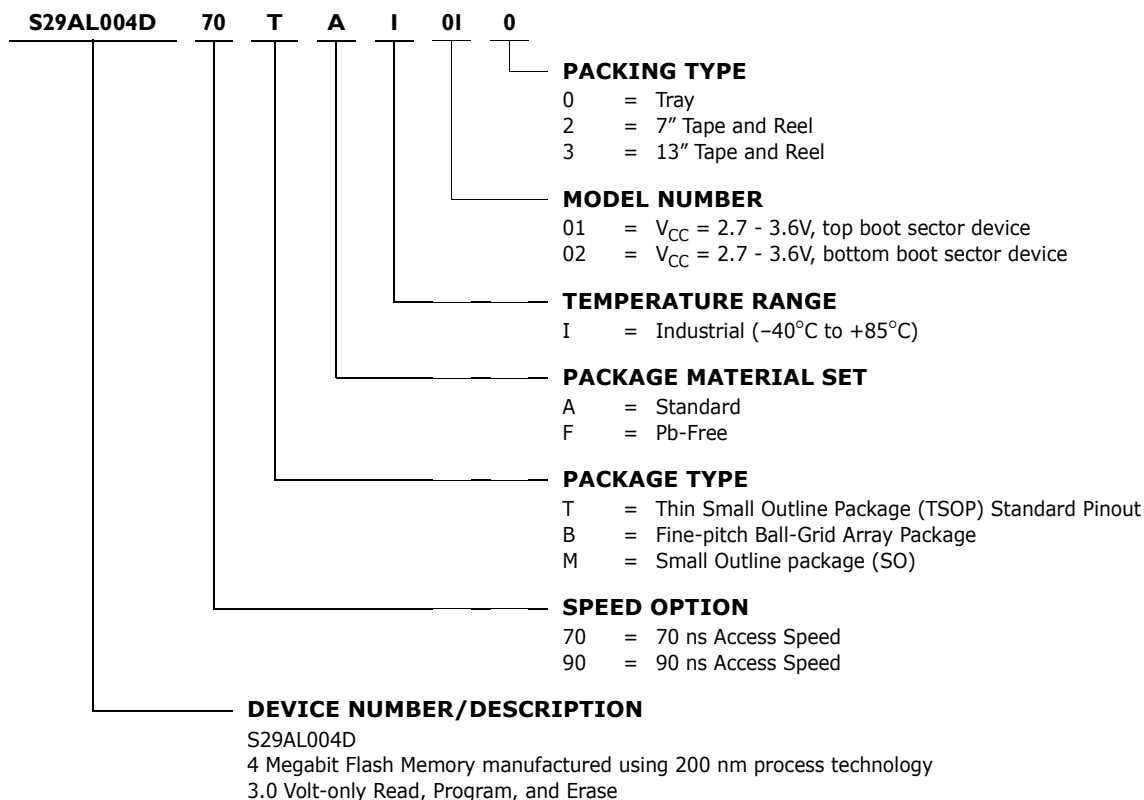 S29AL004D 70 T A I 01 0
PACKING TYPE
0 = Tray
2 = 7" Tape and Reel
3 = 13" Tape and Reel
MODEL NUMBER
01 = VCC = 2.7 - 3.6V, top boot sector device
02 = VCC = 2.7 - 3.6V, bottom boot sector device
TEMPERATURE RANGE
I = Industrial (–40°C to +85°C)
PACKAGE MATERIAL SET
A = Standard
F = Pb-Free
PACKAGE TYPE
T = Thin Small Outline Package (TSOP) Standard Pinout
B = Fine-pitch Ball-Grid Array Package
M = Small Outline package (SO)
SPEED OPTION
70 = 70 ns Access Speed
90 = 90 ns Access Speed
DEVICE NUMBER/DESCRIPTION
S29AL004D
4 Megabit Flash Memory manufactured using 200 nm process technology
3.0 Volt-only Read, Program, and Erase